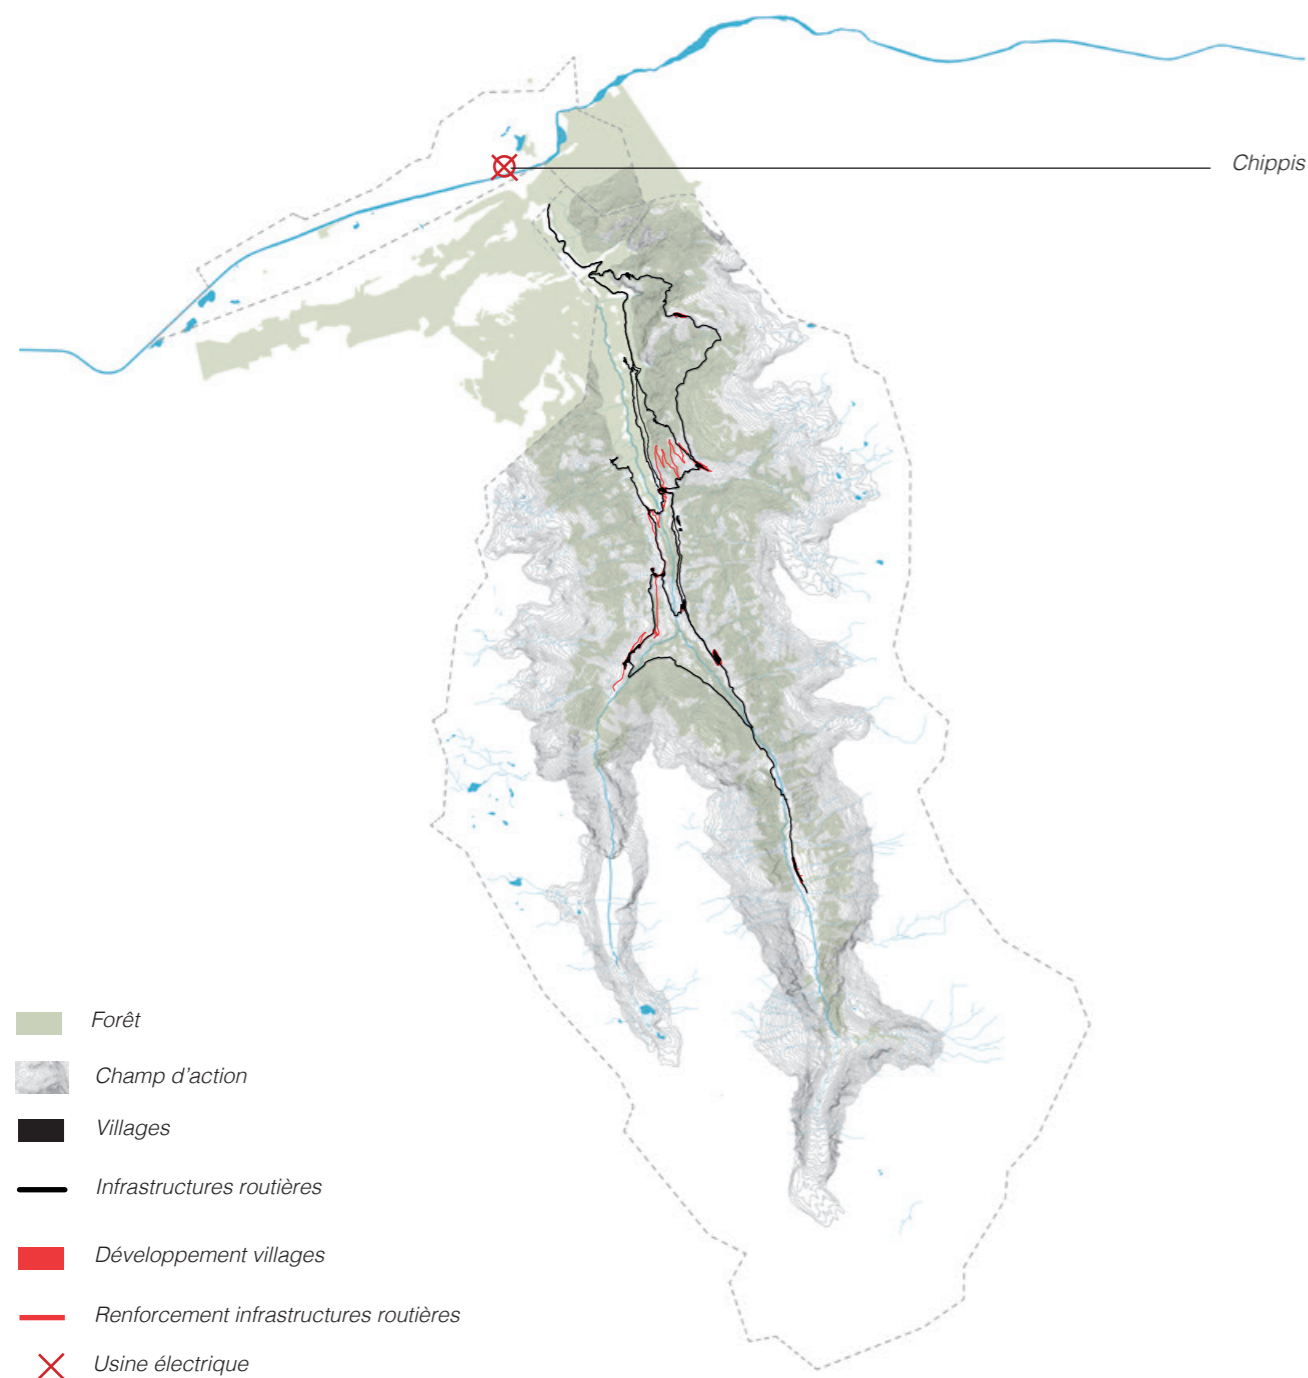 Chippis
Forêt
Champ d'action
Villages
Infrastructures routières
Développement villages
Renforcement infrastructures routières
Usine électrique